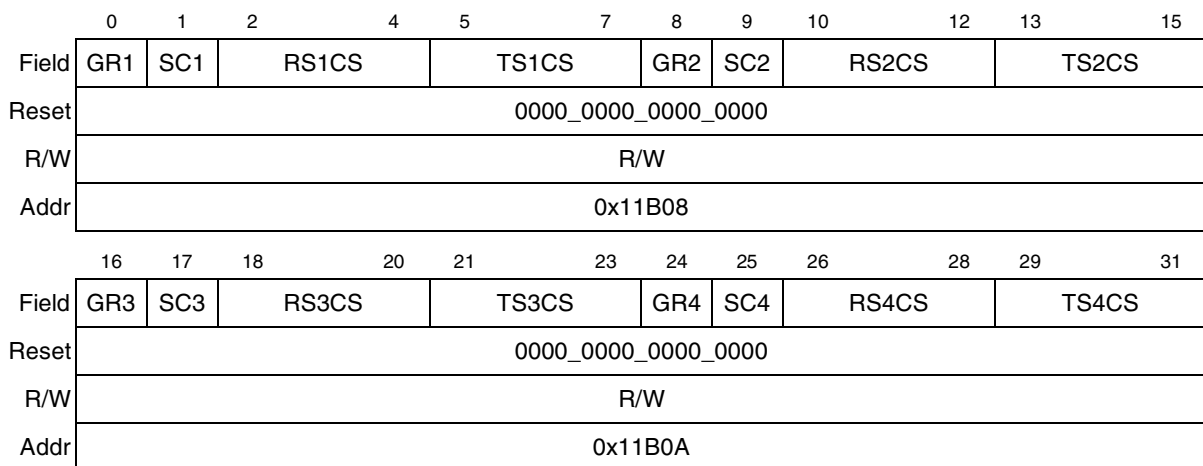 0 1 2 4 5 7 8 9 10 12 13 15
Field GR1 SC1 RS1CS TS1CS GR2 SC2 RS2CS TS2CS
Reset 0000_0000_0000_0000
R/W R/W
Addr 0x11B08
16 17 18 20 21 23 24 25 26 28 29 31
Field GR3 SC3 RS3CS TS3CS GR4 SC4 RS4CS TS4CS
Reset 0000_0000_0000_0000
R/W R/W
Addr 0x11B0A